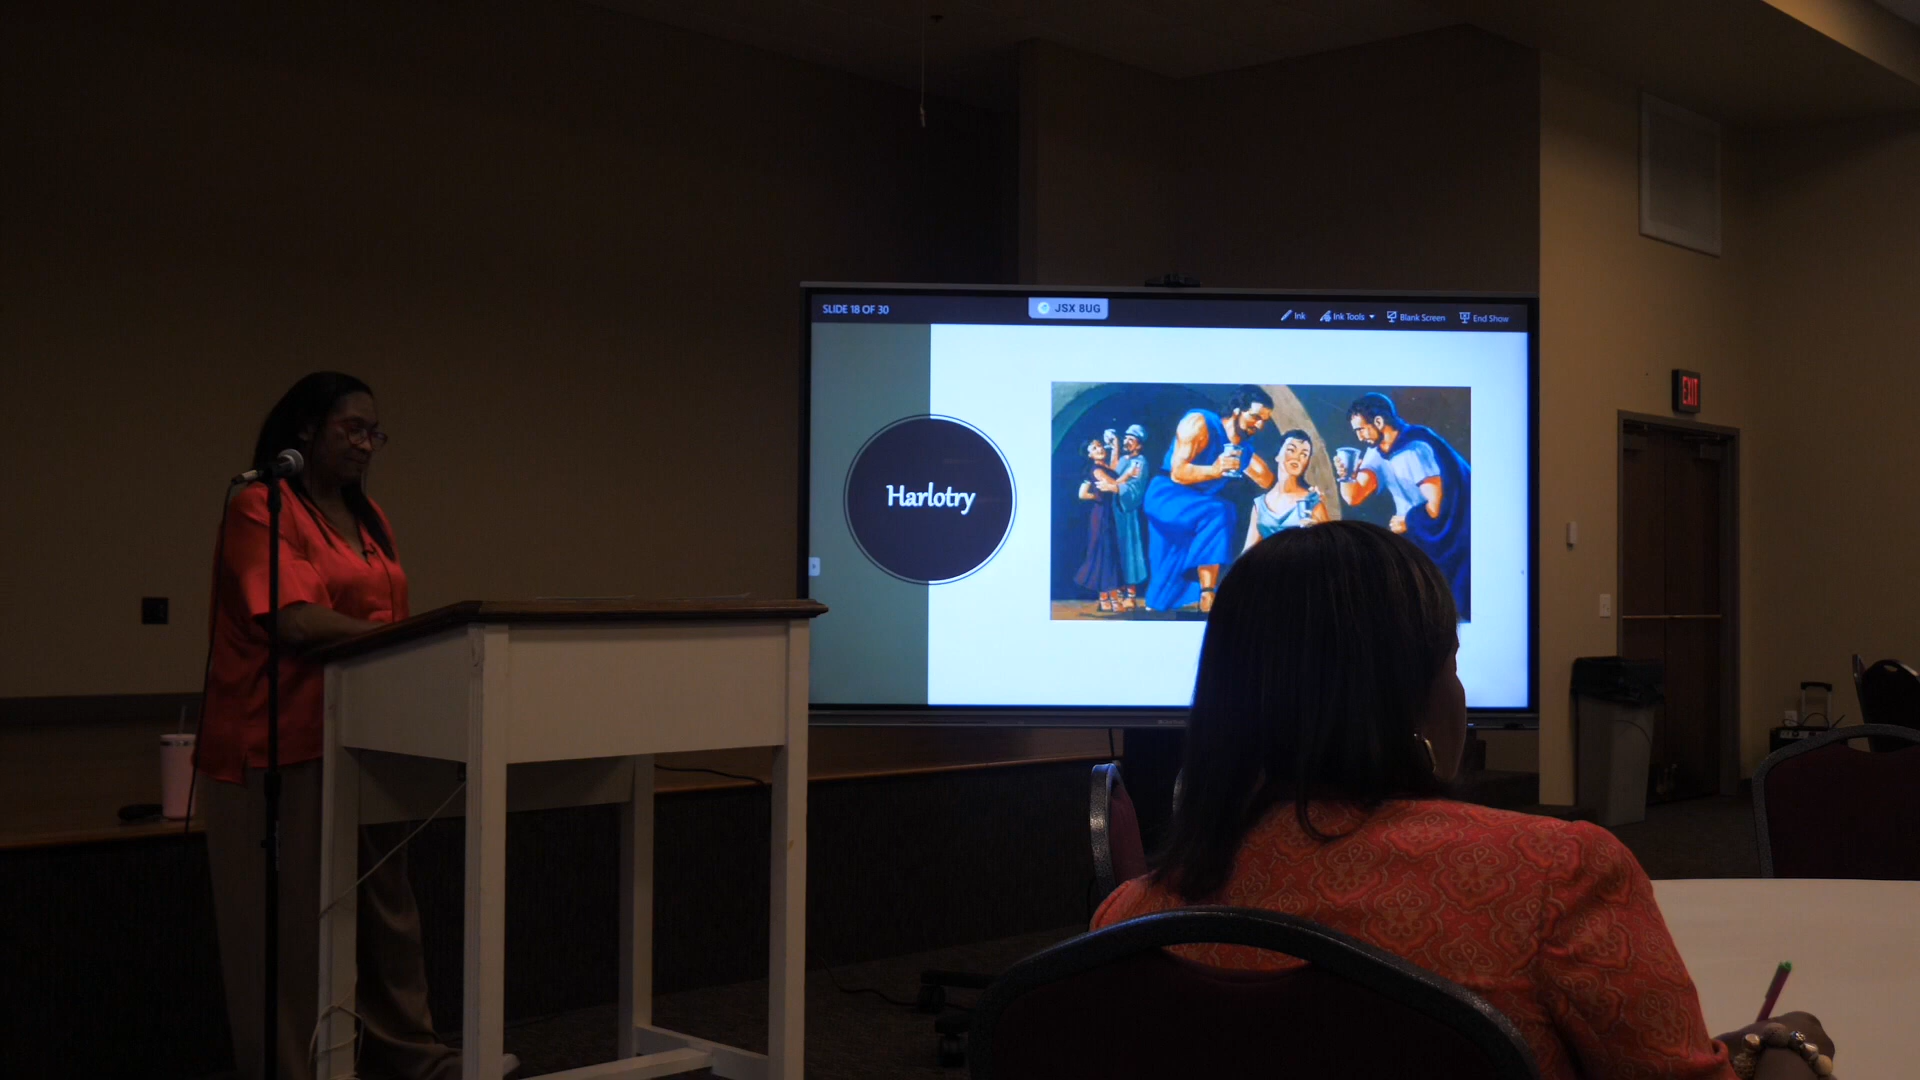 SLIDE 18 OF 30
JSX BUG
Ink
Ink Tools
Blank Screen
End Show
Harlotry
EXIT